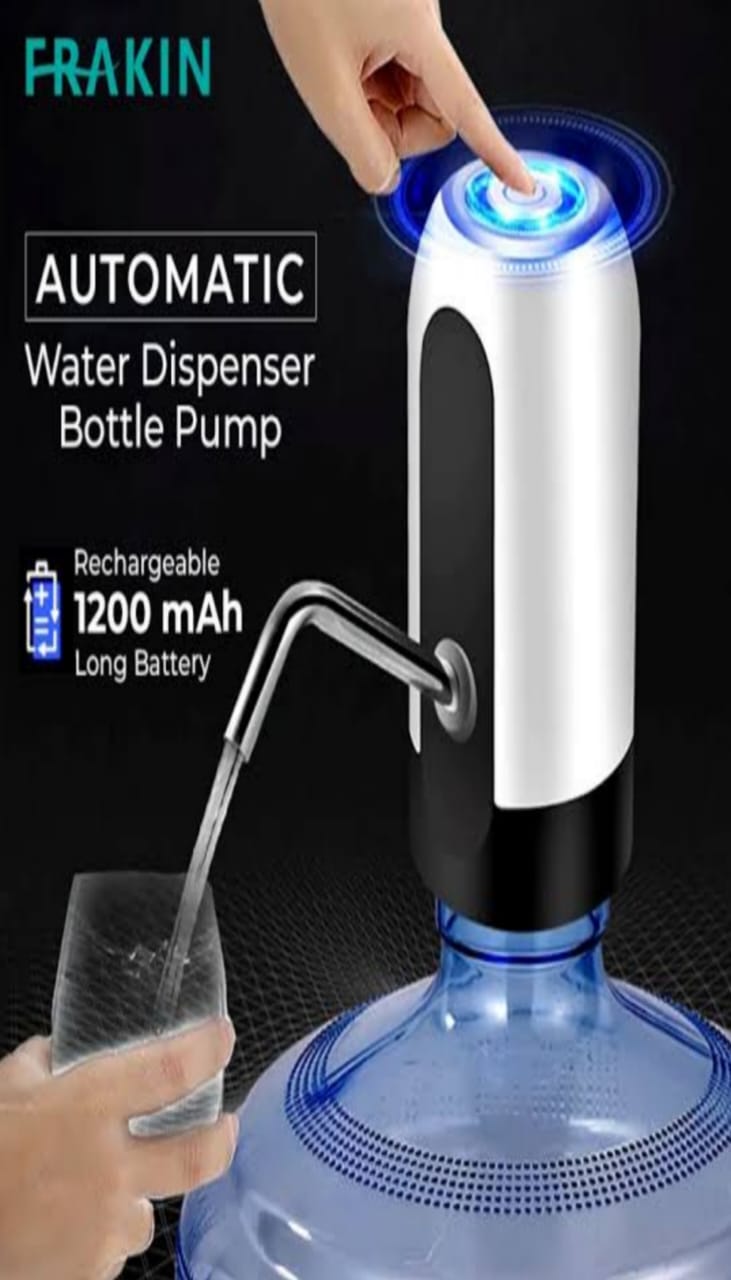 FRAKIN
AUTOMATIC
Water Dispenser
Bottle Pump
Rechargeable
1200 mAh
Long Battery